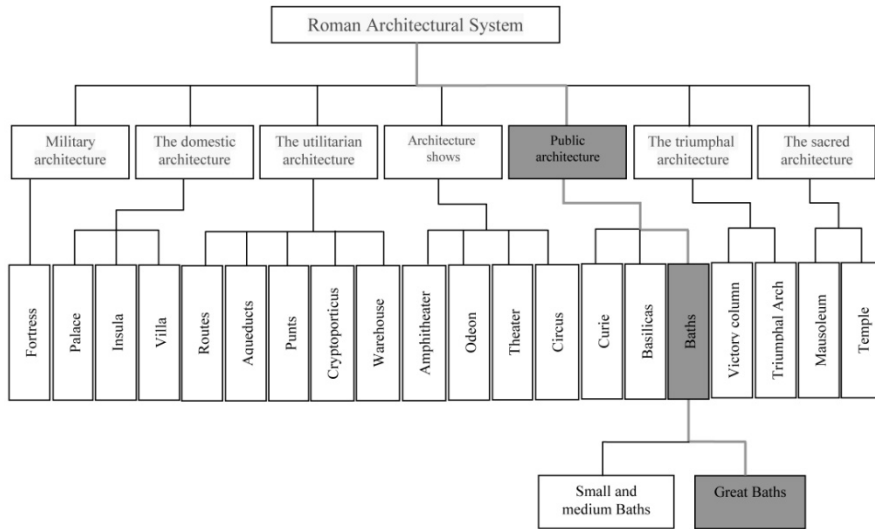 Roman Architectural System
Military
architecture
The domestic
architecture
The utilitarian
architecture
Architecture
shows
Public
architecture
The triumphal
architecture
The sacred
architecture
Fortress
Palace
Insula
Villa
Routes
Aqueducts
Punts
Cryptoporticus
Warehouse
Amphitheater
Odeon
Theater
Circus
Curie
Basilicas
Baths
Victory column
Triumphal Arch
Mausoleum
Temple
Small and
medium Baths
Great Baths